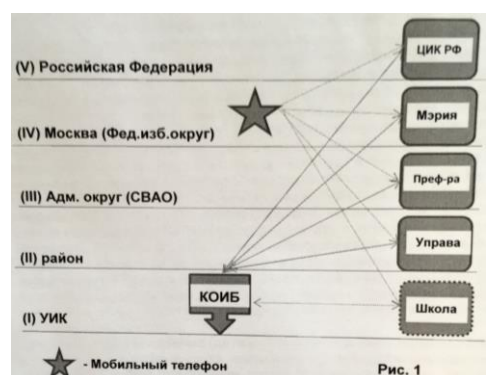 ЦИК РФ
(V) Российская Федерация
Мэрия
(IV) Москва (Фед.изб.округ)
Преф-ра
(III) Адм. округ (СВАО)
Управа
(II) район
КОИБ
Школа
(I) УИК
- Мобильный телефон
Рис. 1